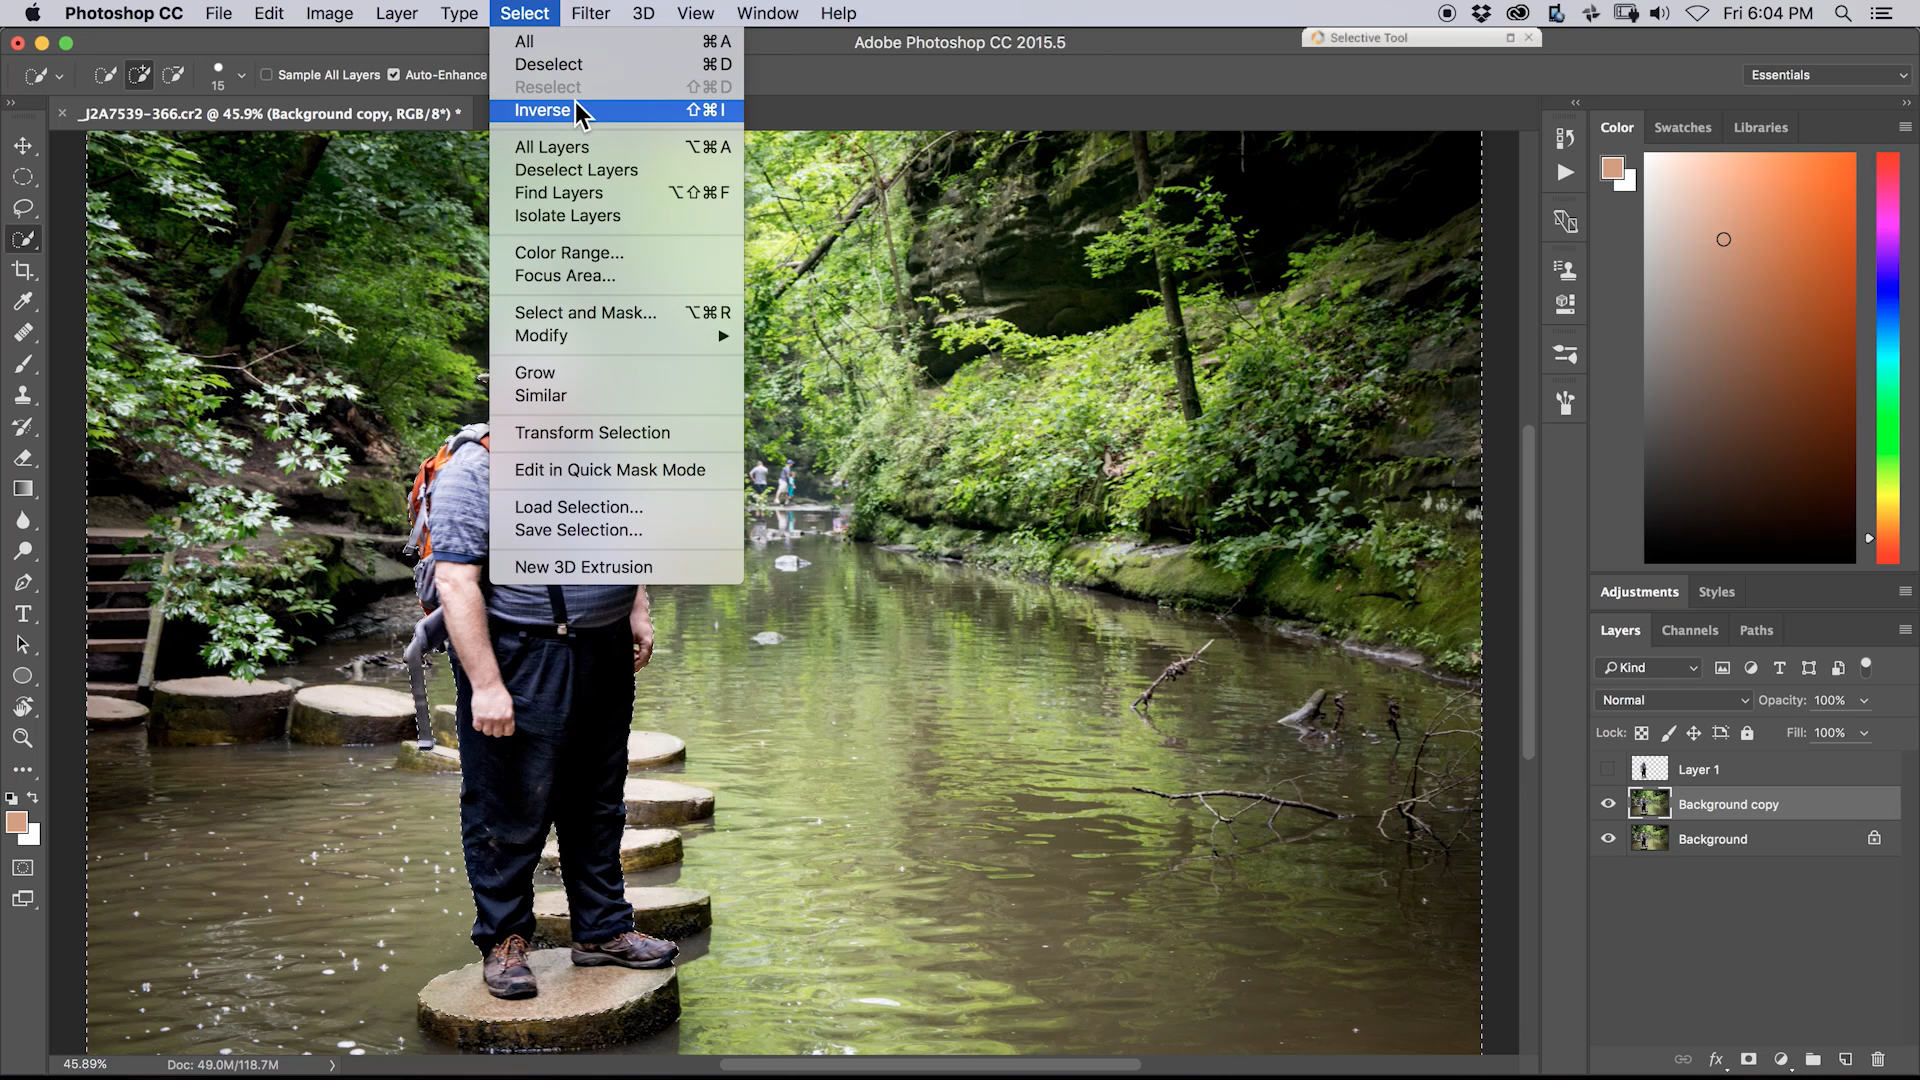 Photoshop CC File Edit Image Layer Type Select Filter 3D View Window Help Fri 6:04 PM
Adobe Photoshop CC 2015.5
Selective Tool
15 Sample All Layers Auto-Enhance
Essentials
_J2A7539-366.cr2 @ 45.9% (Background copy, RGB/8*) *
All ⌘A
Deselect ⌘D
Reselect ⇧⌘D
Inverse ⇧⌘I
All Layers ⌥⌘A
Deselect Layers
Find Layers ⌥⇧⌘F
Isolate Layers
Color Range...
Focus Area...
Select and Mask... ⌥⌘R
Modify
Grow
Similar
Transform Selection
Edit in Quick Mask Mode
Load Selection...
Save Selection...
New 3D Extrusion
Color Swatches Libraries
Adjustments Styles
Layers Channels Paths
Kind
Normal Opacity: 100%
Lock: Fill: 100%
Layer 1
Background copy
Background
fx
45.89% Doc: 49.0M/118.7M